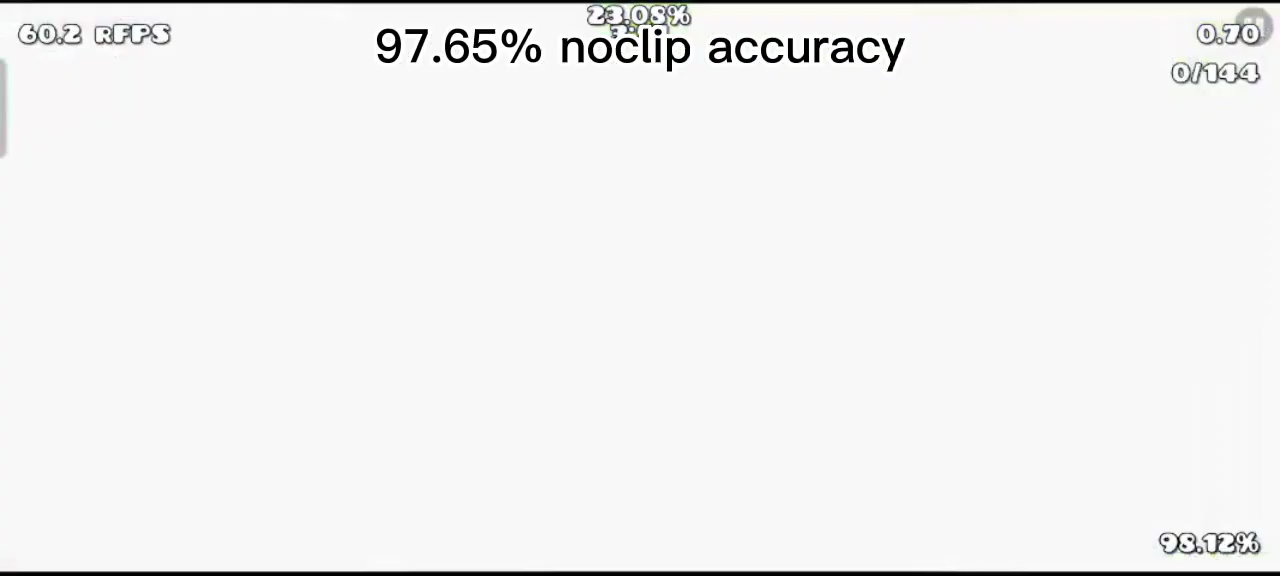 23.08%
60.2 RFPS
97.65% noclip accuracy
0.70
0/144
98.12%